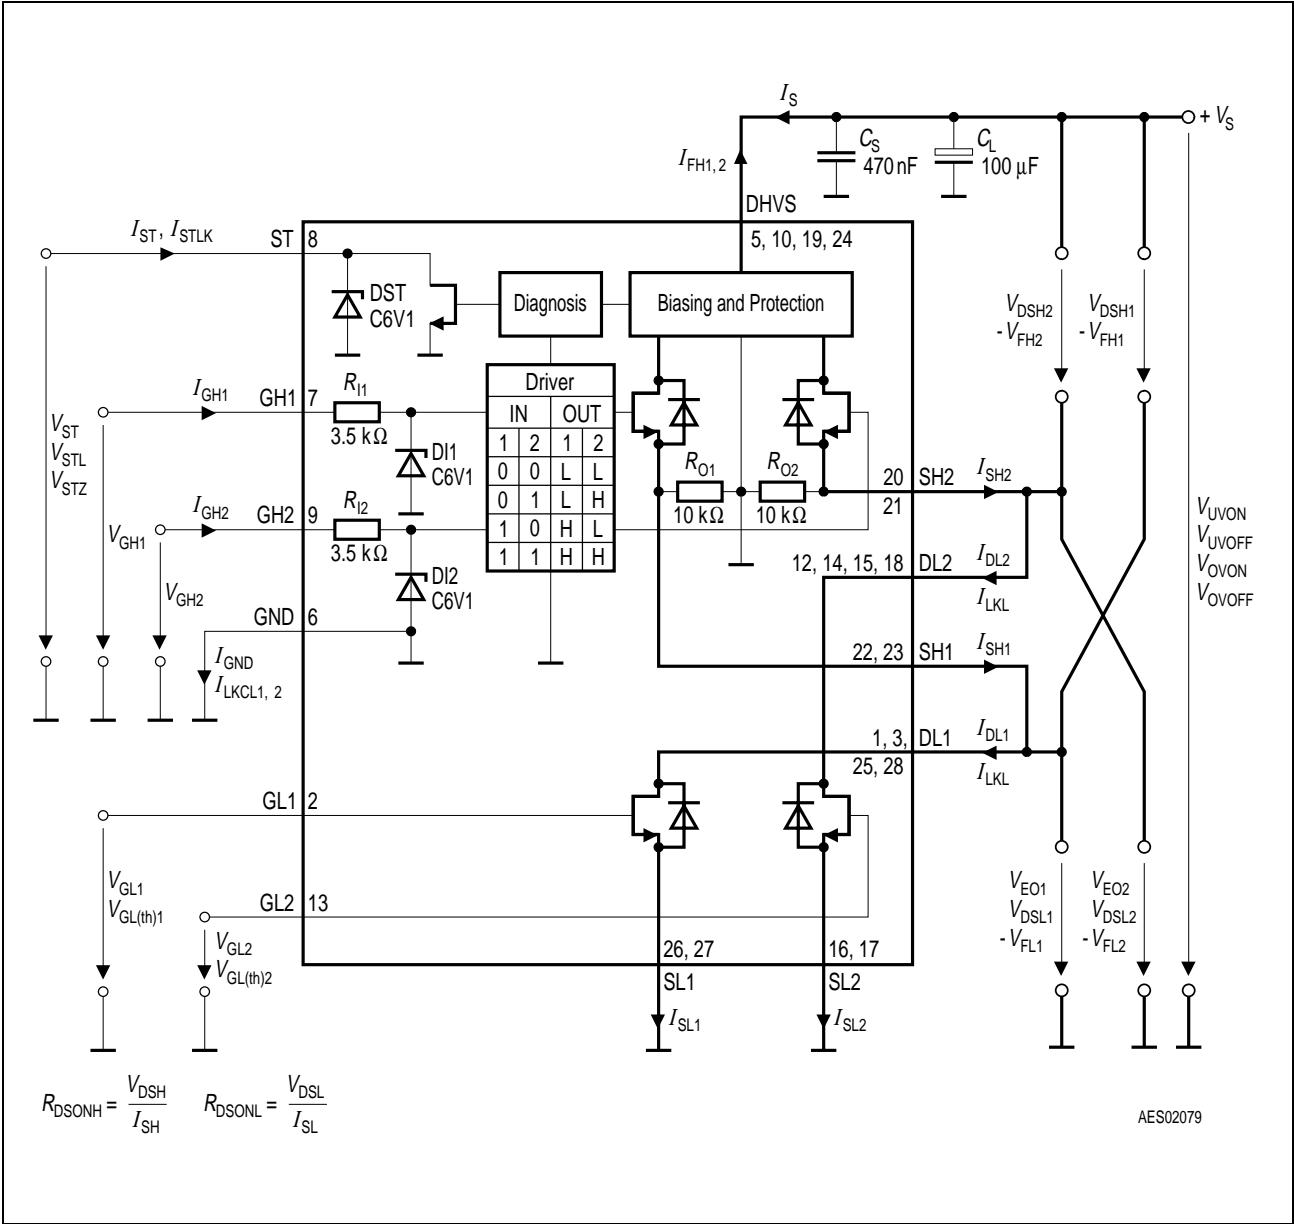 I_S
+ V_S
C_S
470 nF
C_L
100 µF
I_FH1, 2
DHVS
5, 10, 19, 24
I_ST, I_STLK
ST
8
DST
C6V1
Diagnosis
Biasing and Protection
V_DSH2
- V_FH2
V_DSH1
- V_FH1
I_GH1
GH1
7
R_I1
3.5 kΩ
DI1
C6V1
Driver
IN OUT
1 2 1 2
0 0 L L
0 1 L H
1 0 H L
1 1 H H
R_O1
10 kΩ
R_O2
10 kΩ
20
21
SH2
I_SH2
V_ST
V_STL
V_STZ
V_GH1
I_GH2
GH2
9
R_I2
3.5 kΩ
DI2
C6V1
V_GH2
12, 14, 15, 18
DL2
I_DL2
I_LKL
V_UVON
V_UVOFF
V_OVON
V_OVOFF
GND
6
I_GND
I_LKCL1, 2
22, 23
SH1
I_SH1
1, 3,
25, 28
DL1
I_DL1
I_LKL
GL1
2
V_GL1
V_GL(th)1
GL2
13
V_GL2
V_GL(th)2
26, 27
SL1
I_SL1
16, 17
SL2
I_SL2
V_EO1
V_DSL1
- V_FL1
V_EO2
V_DSL2
- V_FL2
R_DSONH = V_DSH / I_SH
R_DSONL = V_DSL / I_SL
AES02079